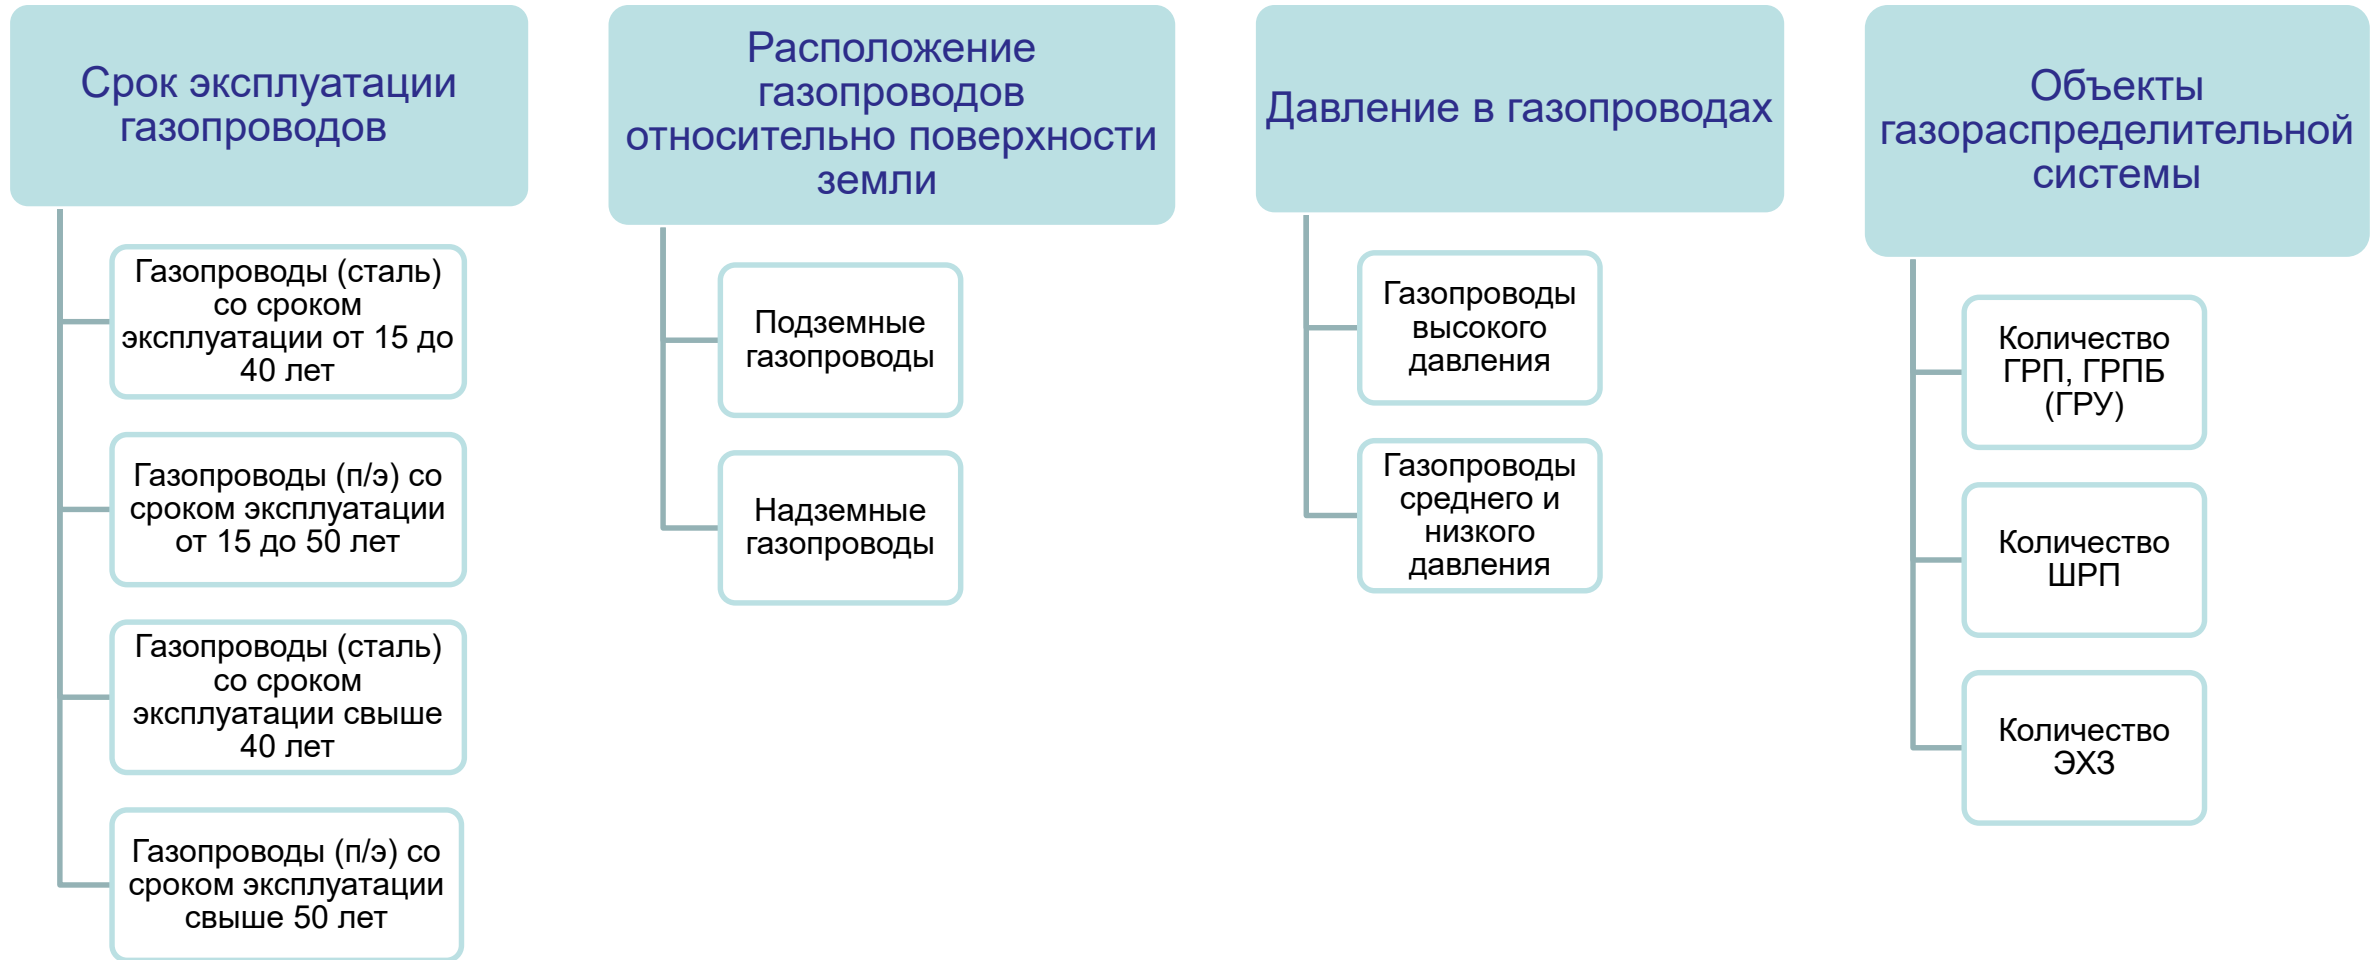 Срок эксплуатации
газопроводов
Газопроводы (сталь)
со сроком
эксплуатации от 15 до
40 лет
Газопроводы (п/э) со
сроком эксплуатации
от 15 до 50 лет
Газопроводы (сталь)
со сроком
эксплуатации свыше
40 лет
Газопроводы (п/э) со
сроком эксплуатации
свыше 50 лет
Расположение
газопроводов
относительно поверхности
земли
Подземные
газопроводы
Надземные
газопроводы
Давление в газопроводах
Газопроводы
высокого
давления
Газопроводы
среднего и
низкого
давления
Объекты
газораспределительной
системы
Количество
ГРП, ГРПБ
(ГРУ)
Количество
ШРП
Количество
ЭХЗ